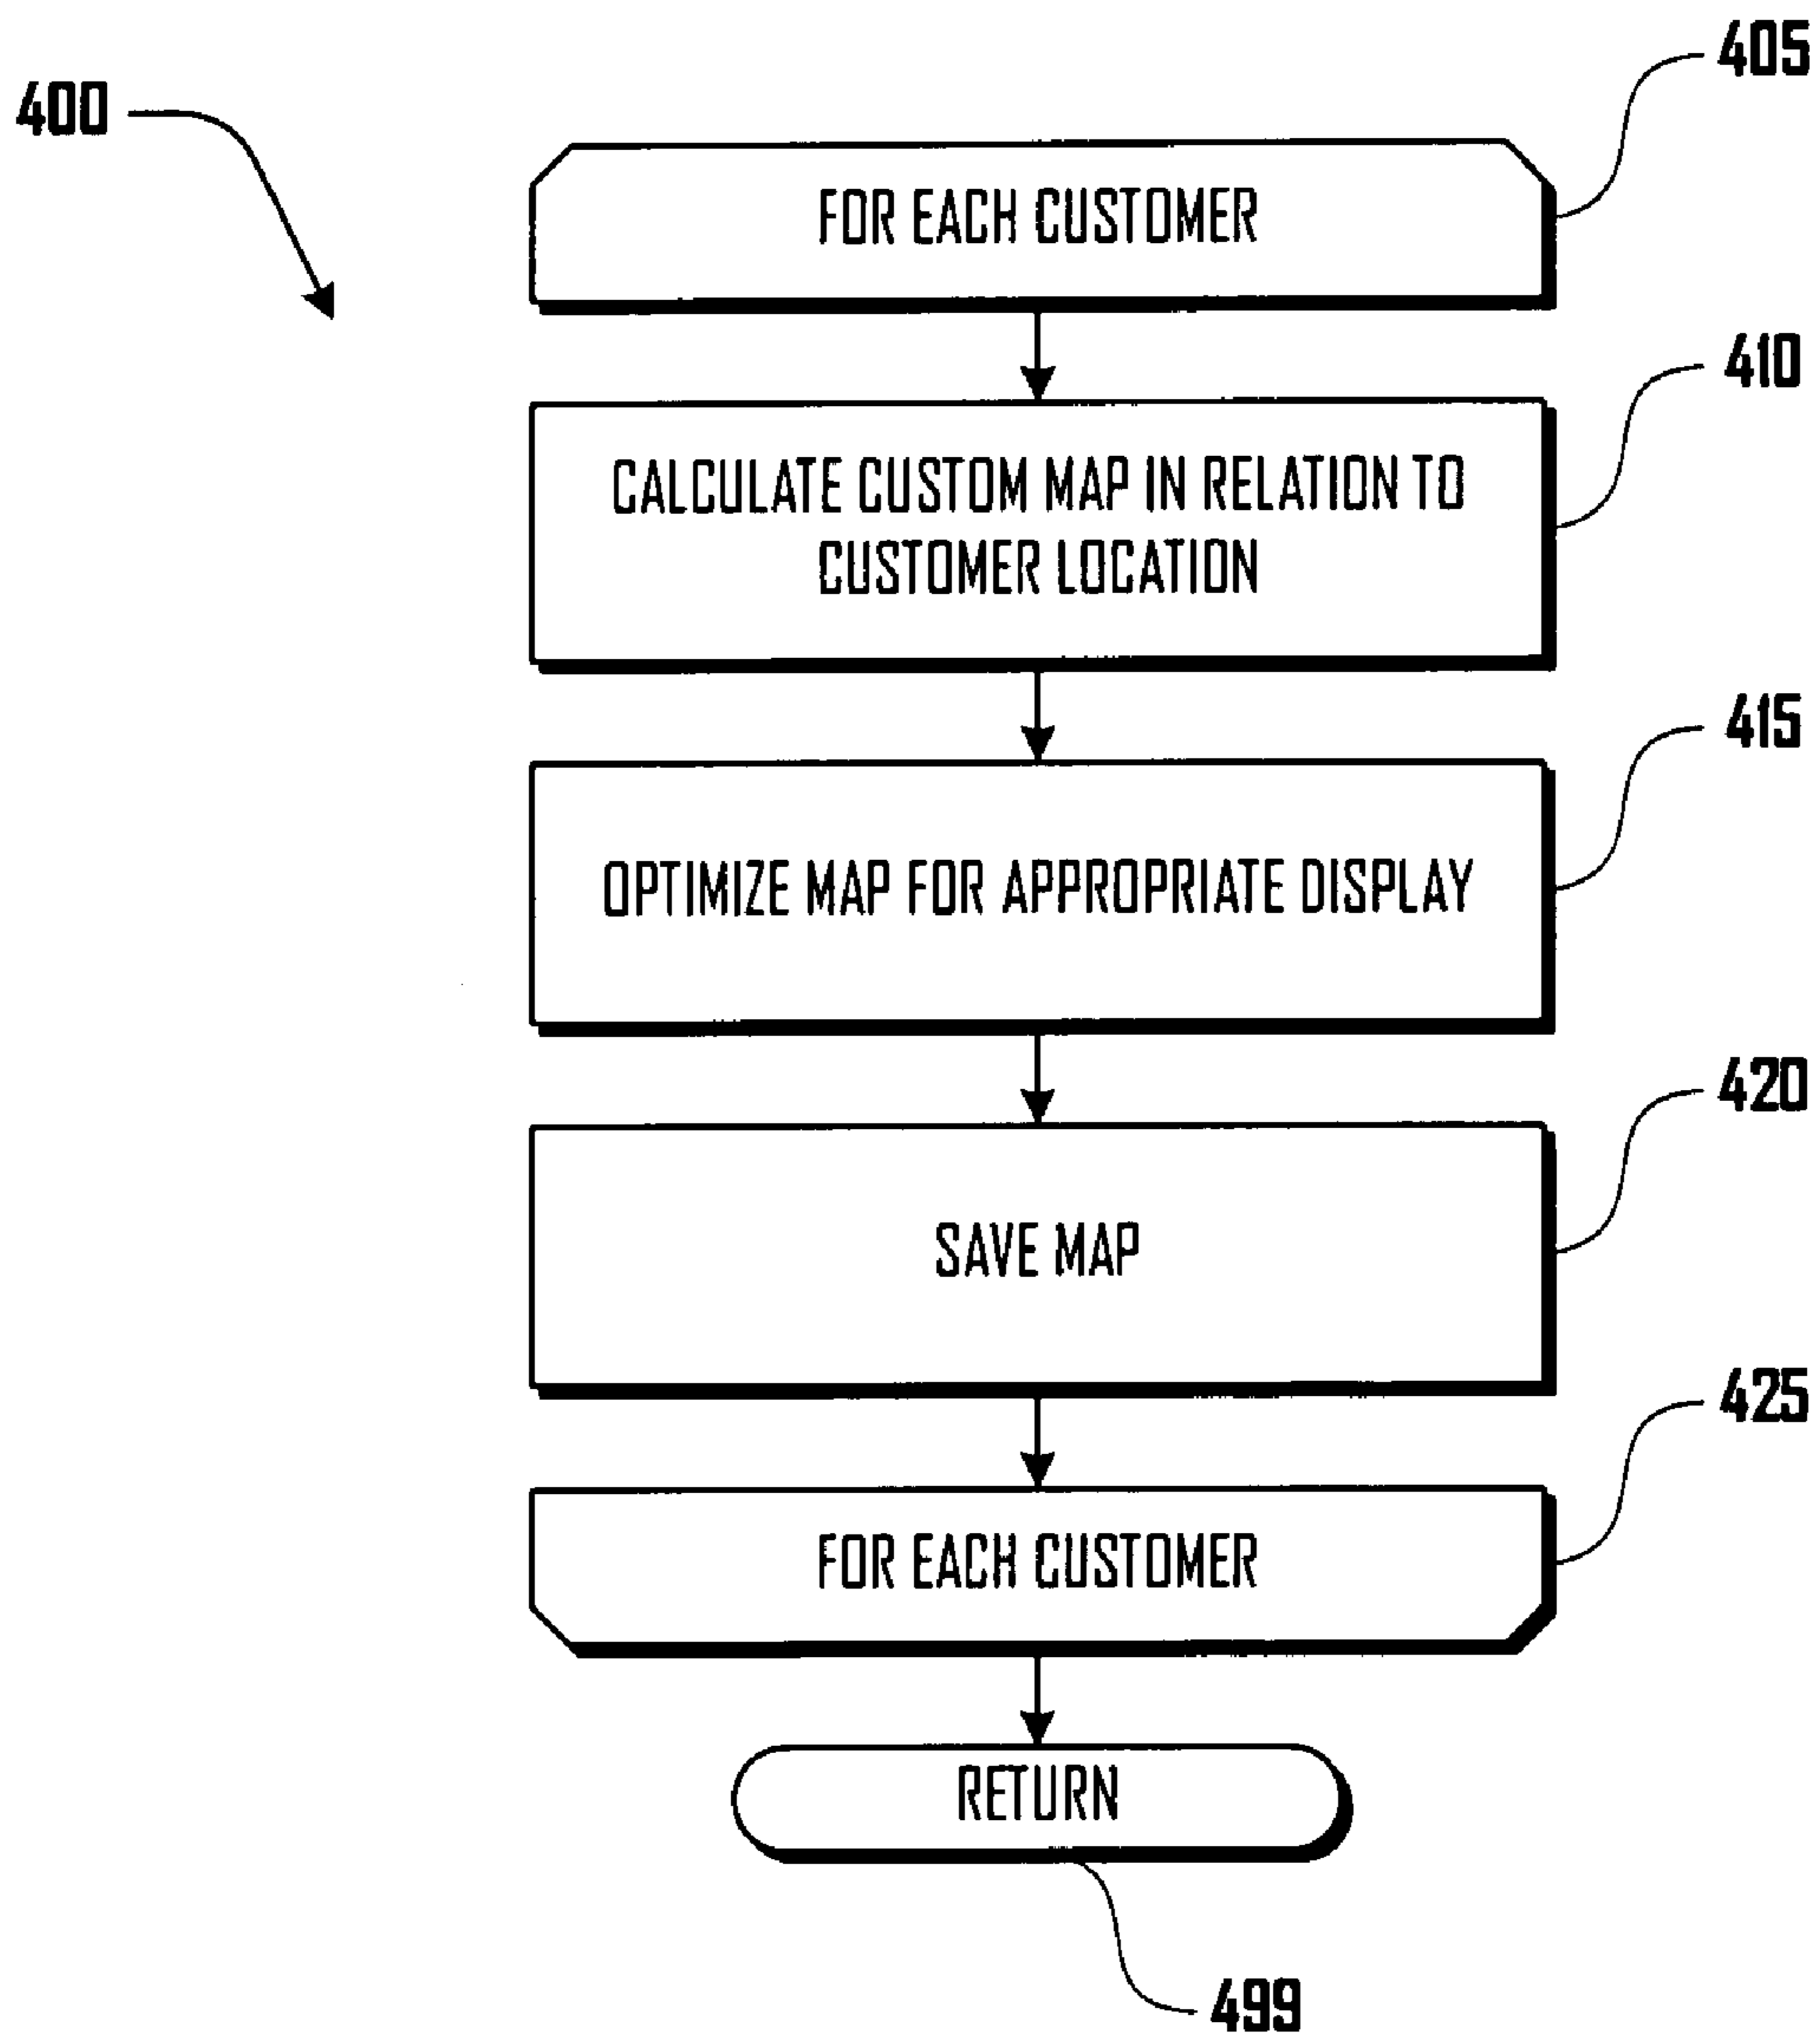 405
400
FOR EACH CUSTOMER
410
CALCULATE CUSTOM MAP IN RELATION TO
CUSTOMER LOCATION
415
OPTIMIZE MAP FOR APPROPRIATE DISPLAY
420
SAVE MAP
425
FOR EACH CUSTOMER
RETURN
499